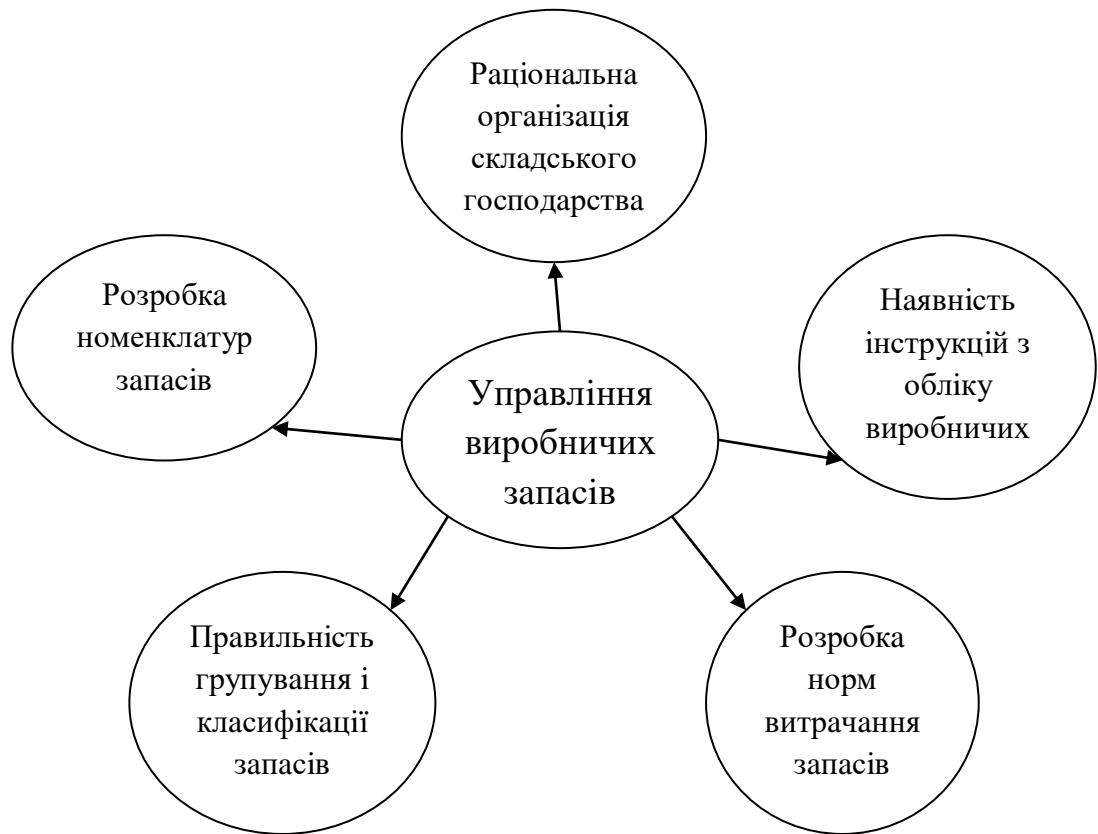 Раціональна
організація
складського
господарства
Розробка
номенклатур
запасів
Наявність
інструкцій з
обліку
виробничих
Управління
виробничих
запасів
Правильність
групування і
класифікації
запасів
Розробка
норм
витрачання
запасів